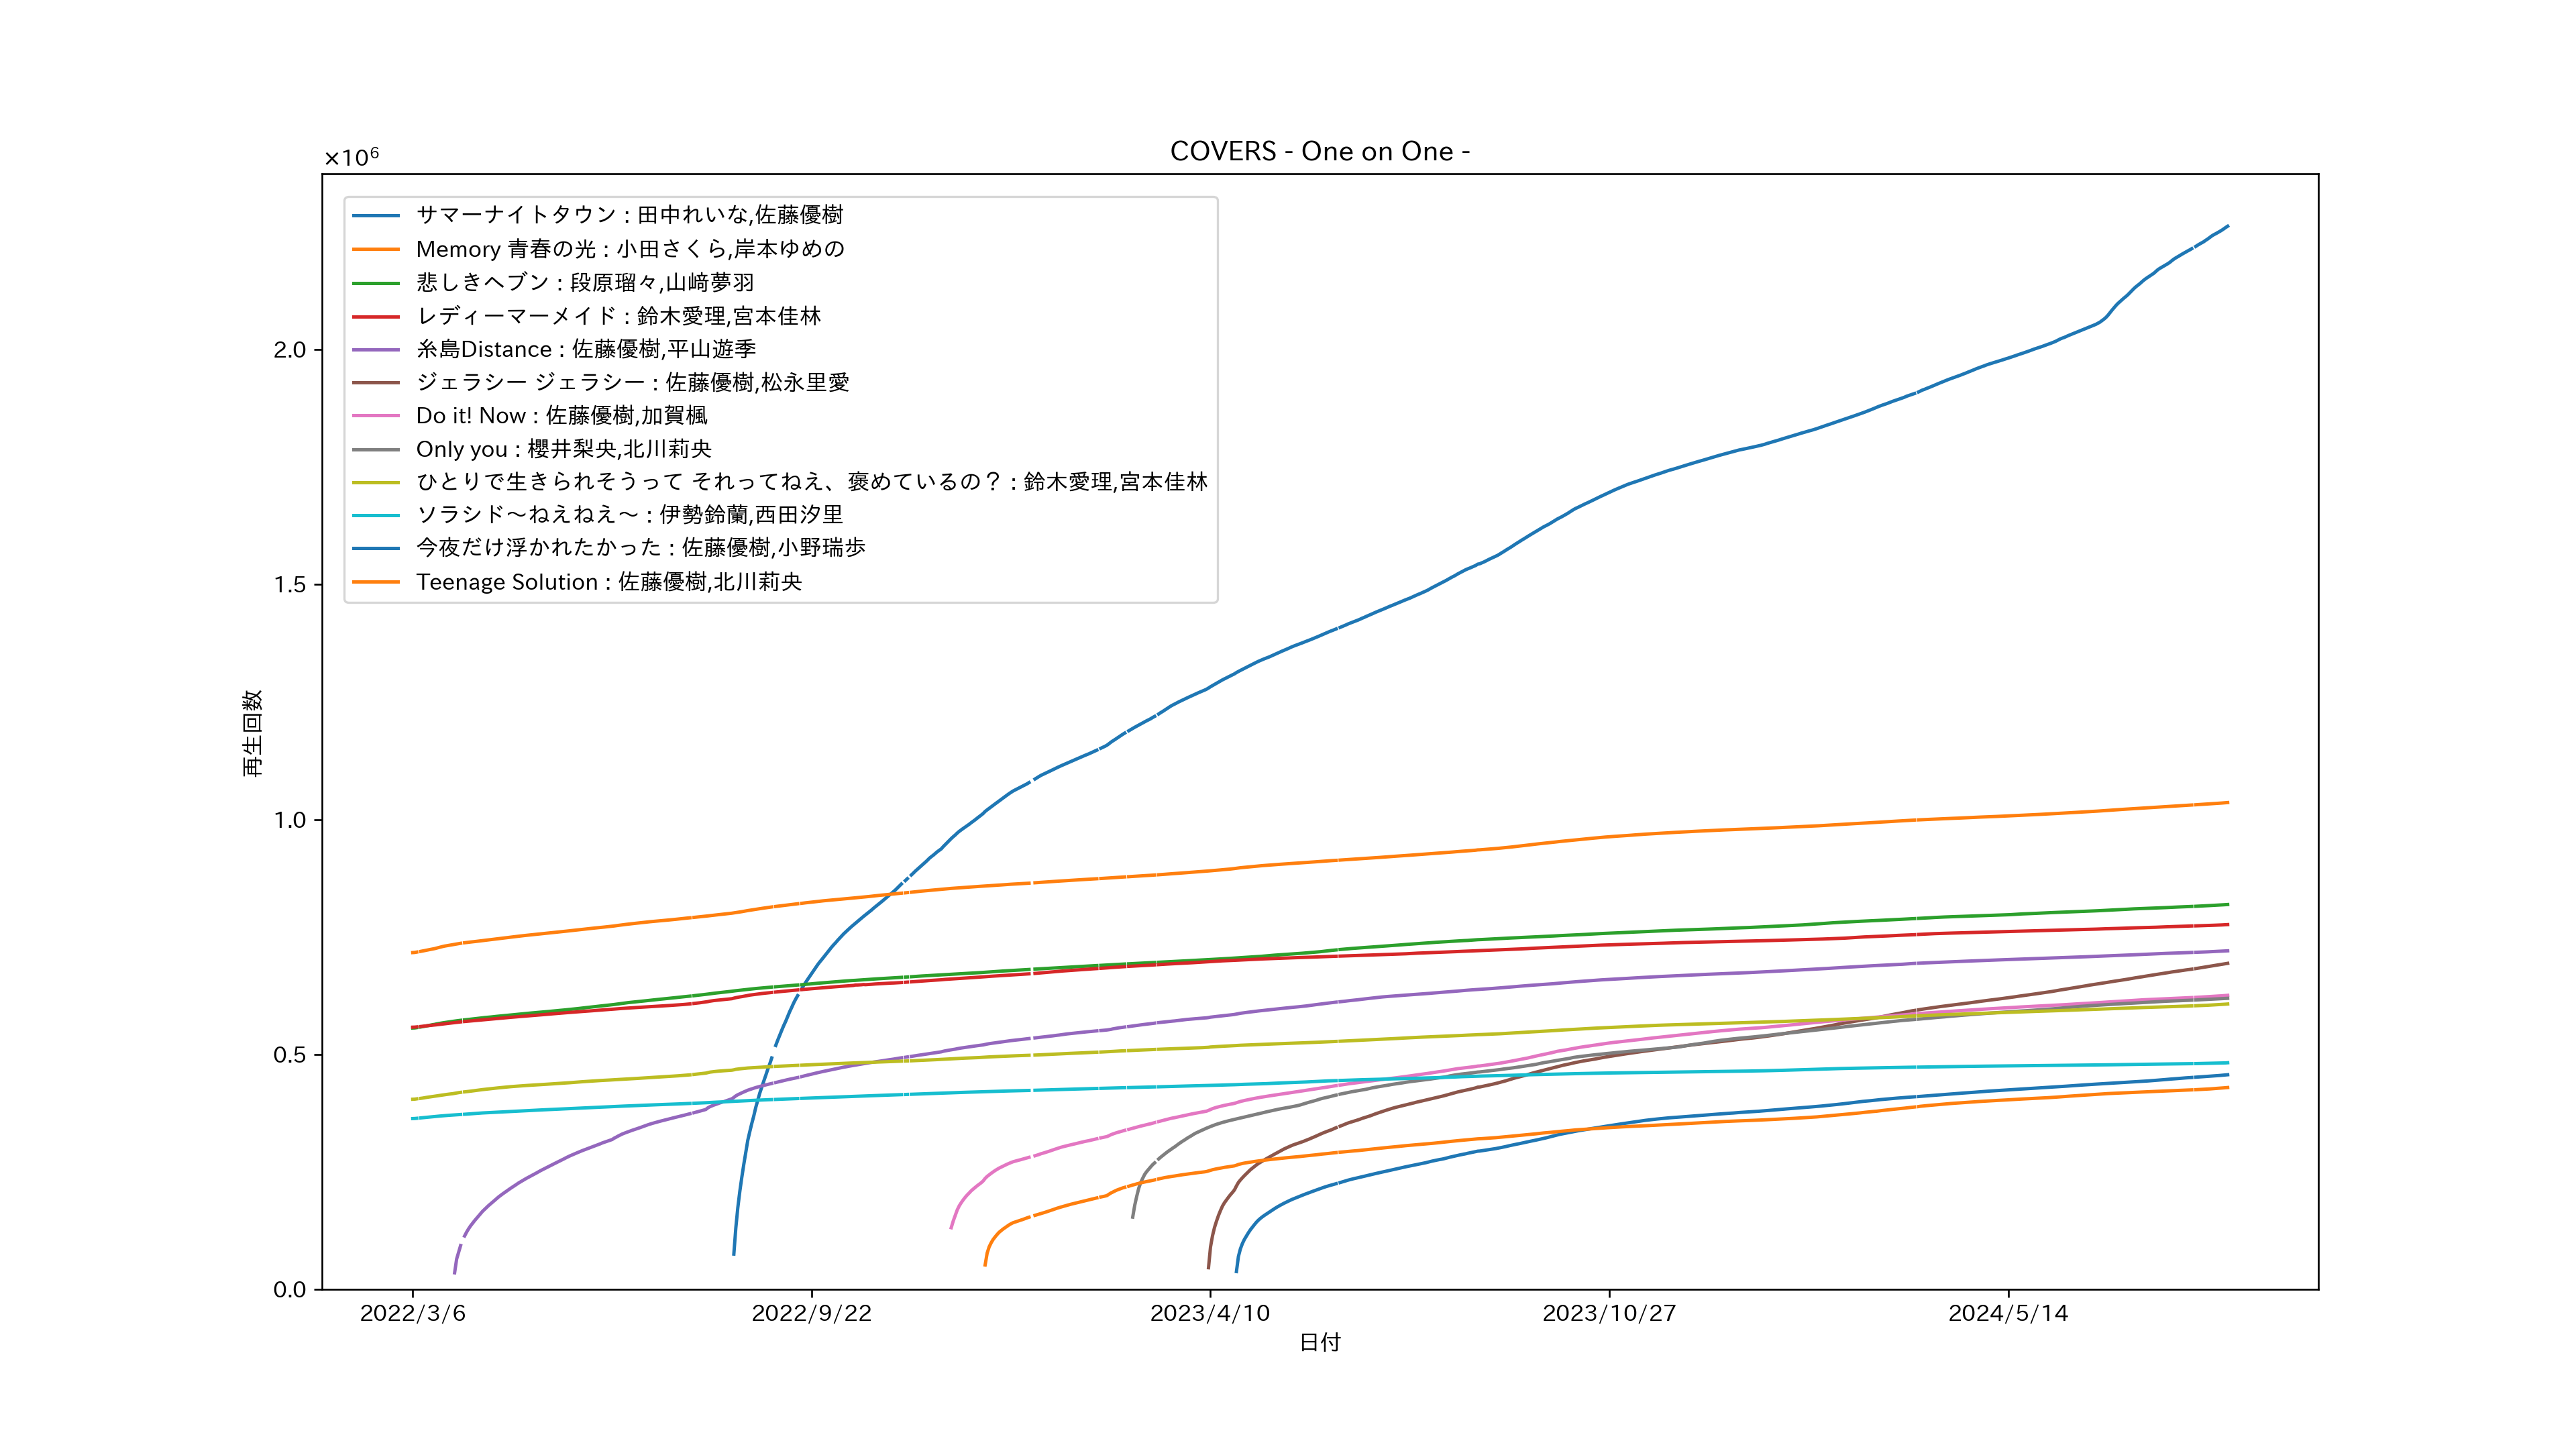 COVERS - One on One -
×10⁶
サマーナイトタウン : 田中れいな,佐藤優樹
Memory 青春の光 : 小田さくら,岸本ゆめの
悲しきヘブン : 段原瑠々,山﨑夢羽
レディーマーメイド : 鈴木愛理,宮本佳林
糸島Distance : 佐藤優樹,平山遊季
ジェラシー ジェラシー : 佐藤優樹,松永里愛
Do it! Now : 佐藤優樹,加賀楓
Only you : 櫻井梨央,北川莉央
ひとりで生きられそうって それってねえ、褒めているの？ : 鈴木愛理,宮本佳林
ソラシド〜ねえねえ〜 : 伊勢鈴蘭,西田汐里
今夜だけ浮かれたかった : 佐藤優樹,小野瑞歩
Teenage Solution : 佐藤優樹,北川莉央
2.0
1.5
1.0
0.5
0.0
再生回数
2022/3/6 2022/9/22 2023/4/10 2023/10/27 2024/5/14
日付